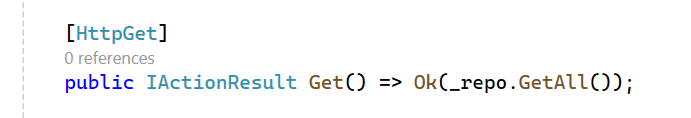 [HttpGet]
0 references
public IActionResult Get() => Ok(_repo.GetAll());